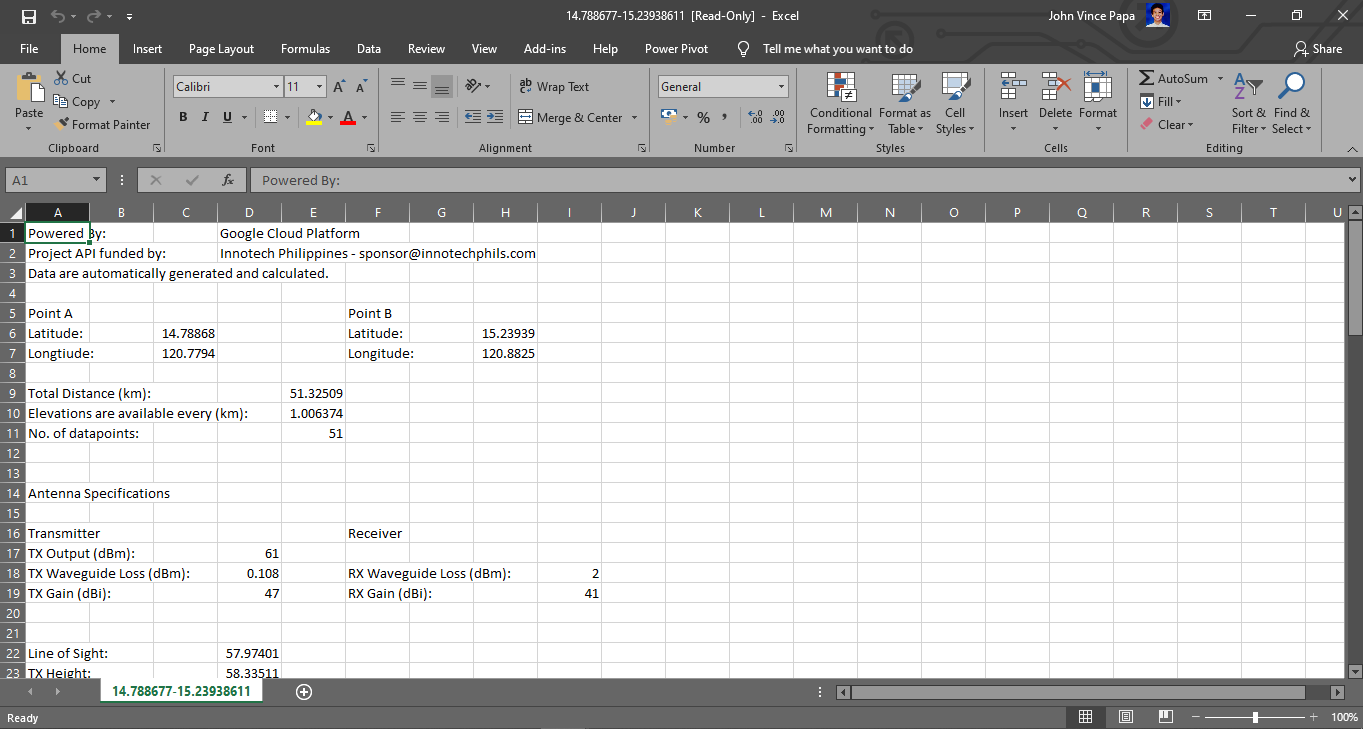 14.788677-15.23938611 [Read-Only] - Excel
John Vince Papa
File Home Insert Page Layout Formulas Data Review View Add-ins Help Power Pivot Tell me what you want to do Share
Paste
Cut
Copy
Format Painter
Clipboard
Calibri 11
B I U
A A
A
Font
ab Wrap Text
Merge & Center
Alignment
General
% ,
.00 .00
Number
Conditional Formatting
Format as Table
Cell Styles
Styles
Insert Delete Format
Cells
AutoSum
Fill
Clear
Sort & Filter
Find & Select
Editing
A1 fx Powered By:
A B C D E F G H I J K L M N O P Q R S T U
1 Powered By: Google Cloud Platform
2 Project API funded by: Innotech Philippines - sponsor@innotechphils.com
3 Data are automatically generated and calculated.
4
5 Point A Point B
6 Latitude: 14.78868 Latitude: 15.23939
7 Longtiude: 120.7794 Longitude: 120.8825
8
9 Total Distance (km): 51.32509
10 Elevations are available every (km): 1.006374
11 No. of datapoints: 51
12
13
14 Antenna Specifications
15
16 Transmitter Receiver
17 TX Output (dBm): 61
18 TX Waveguide Loss (dBm): 0.108 RX Waveguide Loss (dBm): 2
19 TX Gain (dBi): 47 RX Gain (dBi): 41
20
21
22 Line of Sight: 57.97401
23 TX Height: 58.33511
14.788677-15.23938611
Ready
100%